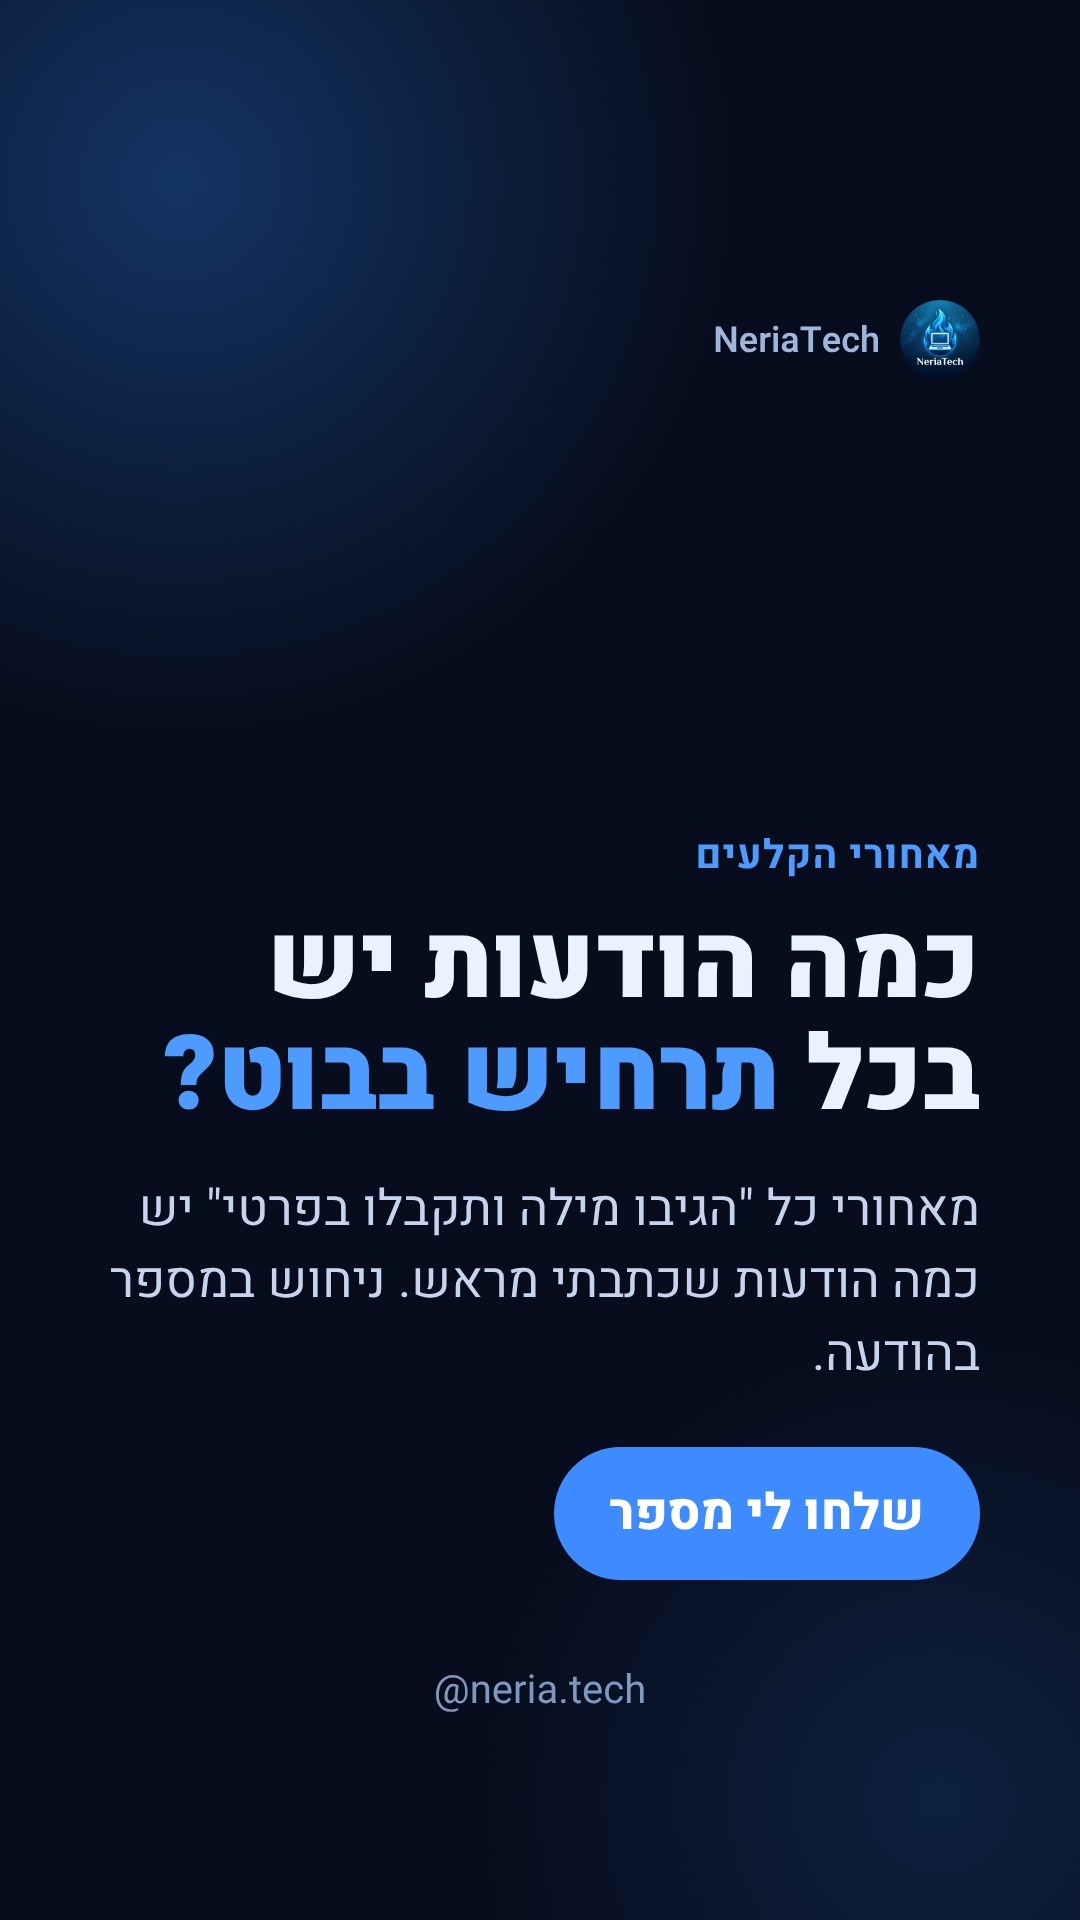 NeriaTech
NeriaTech
מאחורי הקלעים
כמה הודעות יש
בכל תרחיש בבוט?
מאחורי כל "הגיבו מילה ותקבלו בפרטי" יש
כמה הודעות שכתבתי מראש. ניחוש במספר
בהודעה.
שלחו לי מספר
@neria.tech